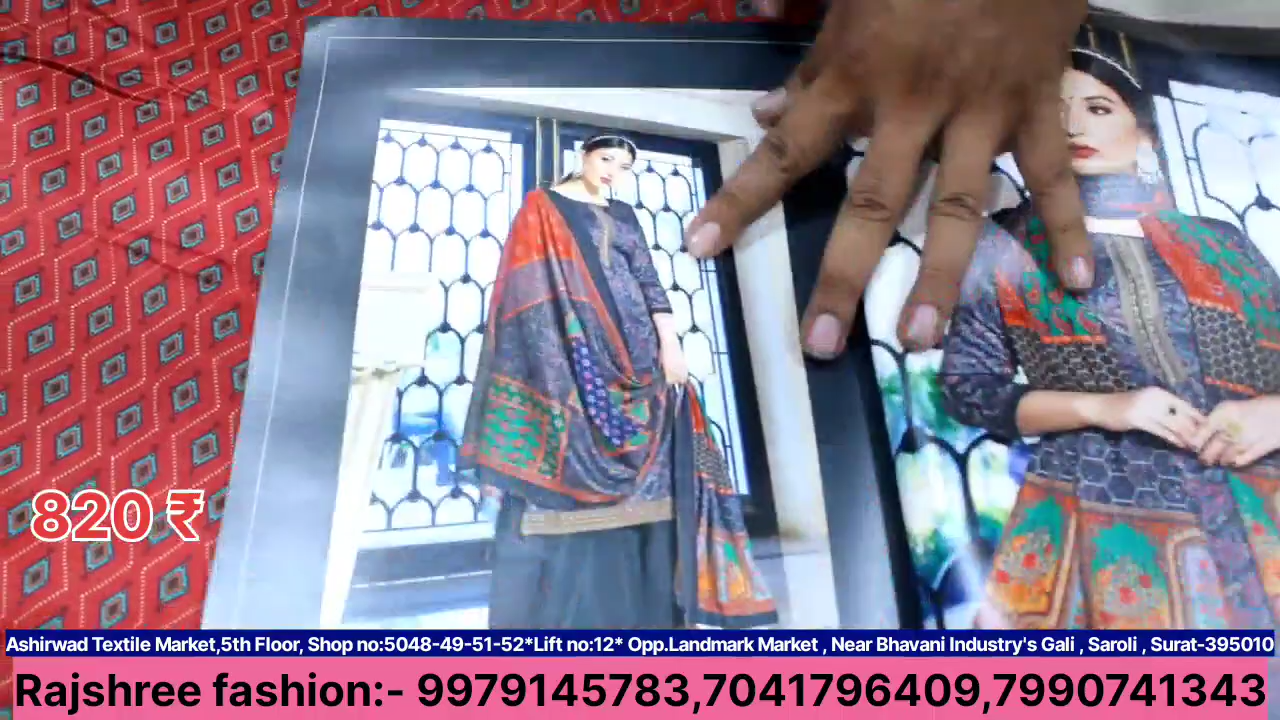 820 ₹
Ashirwad Textile Market,5th Floor, Shop no:5048-49-51-52*Lift no:12* Opp.Landmark Market , Near Bhavani Industry's Gali , Saroli , Surat-395010
Rajshree fashion:- 9979145783,7041796409,7990741343